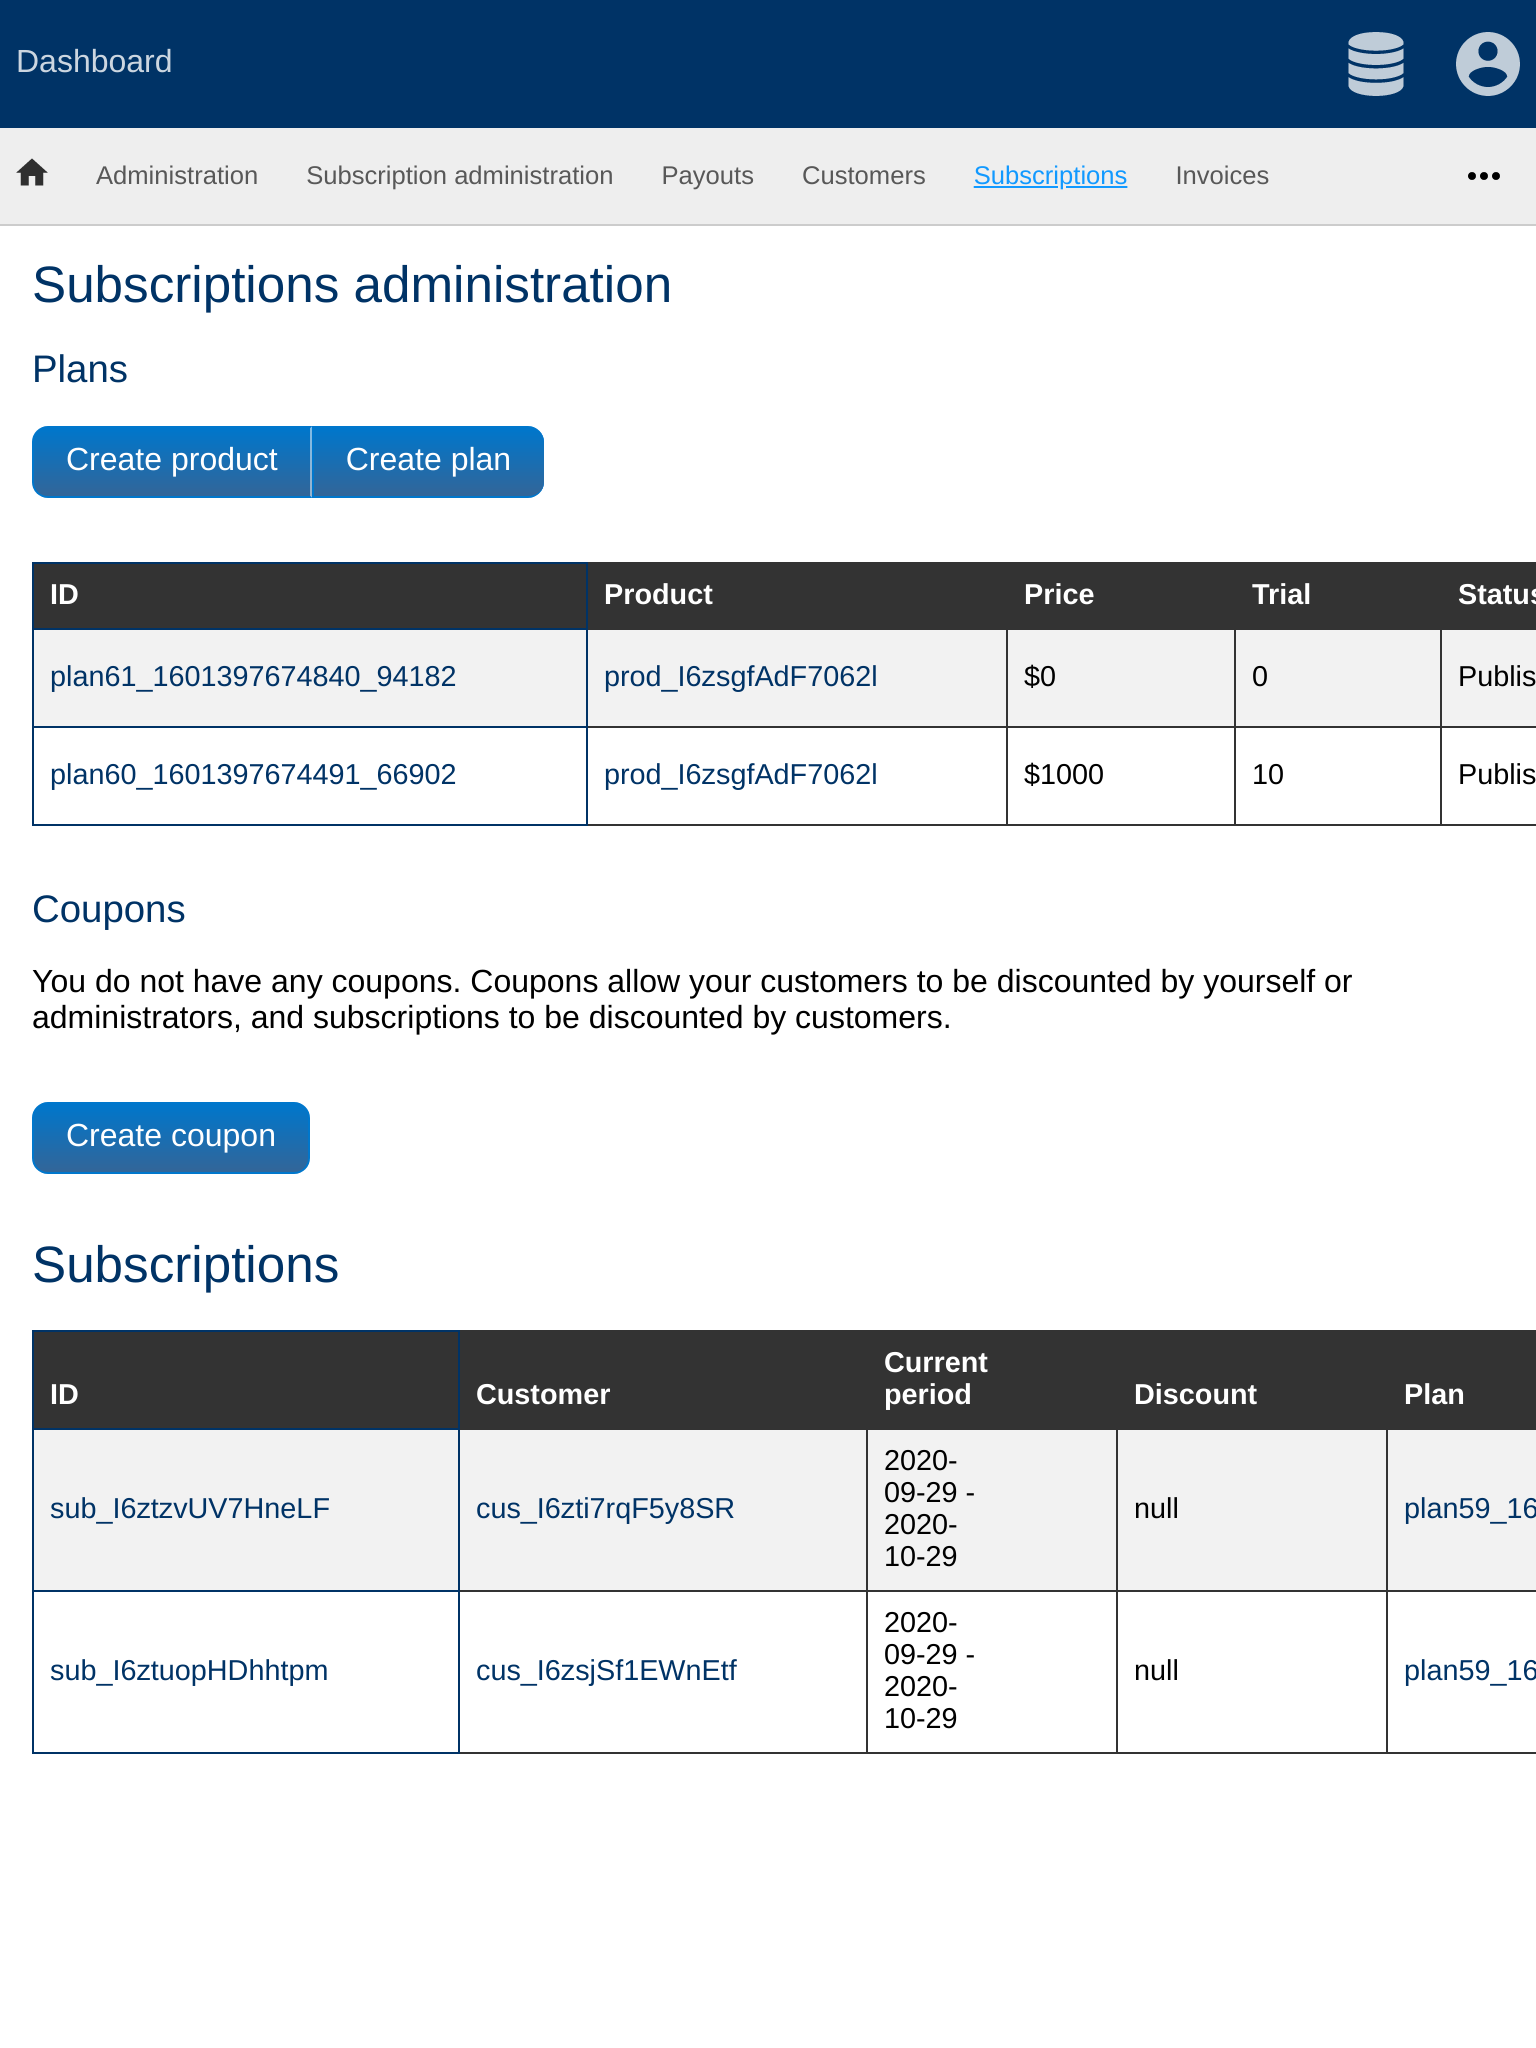 Dashboard
Administration Subscription administration Payouts Customers Subscriptions Invoices
Subscriptions administration
Plans
Create product Create plan
ID Product Price Trial Status
plan61_1601397674840_94182 prod_I6zsgfAdF7062l $0 0 Publis
plan60_1601397674491_66902 prod_I6zsgfAdF7062l $1000 10 Publis
Coupons
You do not have any coupons. Coupons allow your customers to be discounted by yourself or
administrators, and subscriptions to be discounted by customers.
Create coupon
Subscriptions
ID Customer Current period Discount Plan
sub_I6ztzvUV7HneLF cus_I6zti7rqF5y8SR 2020-
09-29 -
2020-
10-29 null plan59_16
sub_I6ztuopHDhhtpm cus_I6zsjSf1EWnEtf 2020-
09-29 -
2020-
10-29 null plan59_16